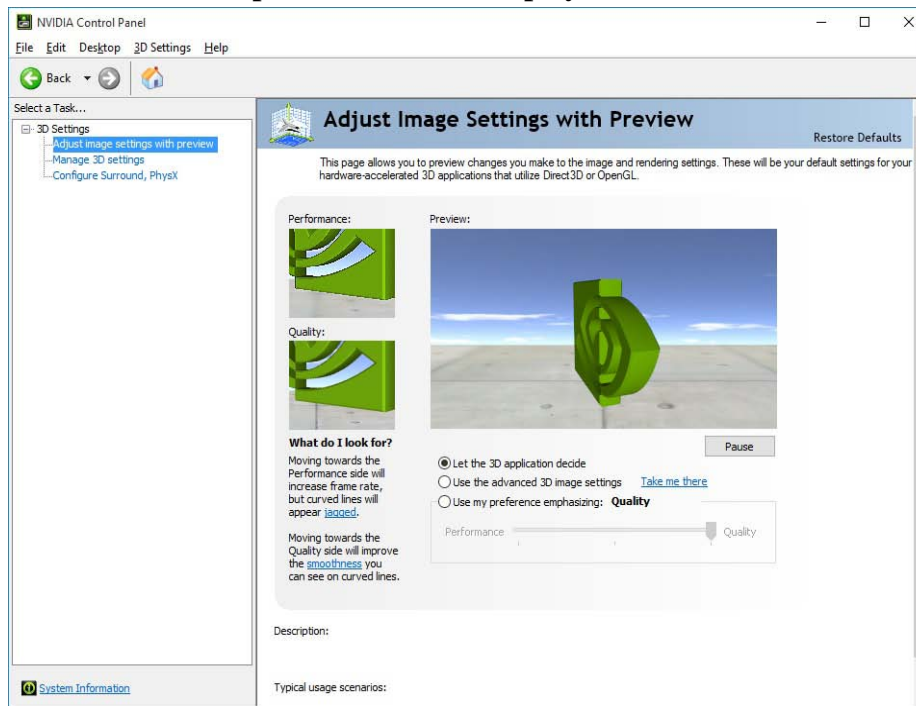 NVIDIA Control Panel
File Edit Desktop 3D Settings Help
Back
Select a Task...
3D Settings
Adjust image settings with preview
Manage 3D settings
Configure Surround, PhysX
System Information
Adjust Image Settings with Preview
Restore Defaults
This page allows you to preview changes you make to the image and rendering settings. These will be your default settings for your
hardware-accelerated 3D applications that utilize Direct3D or OpenGL.
Performance:
Quality:
What do I look for?
Moving towards the
Performance side will
increase frame rate,
but curved lines will
appear jagged.
Moving towards the
Quality side will improve
the smoothness you
can see on curved lines.
Preview:
Pause
Let the 3D application decide
Use the advanced 3D image settings Take me there
Use my preference emphasizing: Quality
Performance Quality
Description:
Typical usage scenarios: